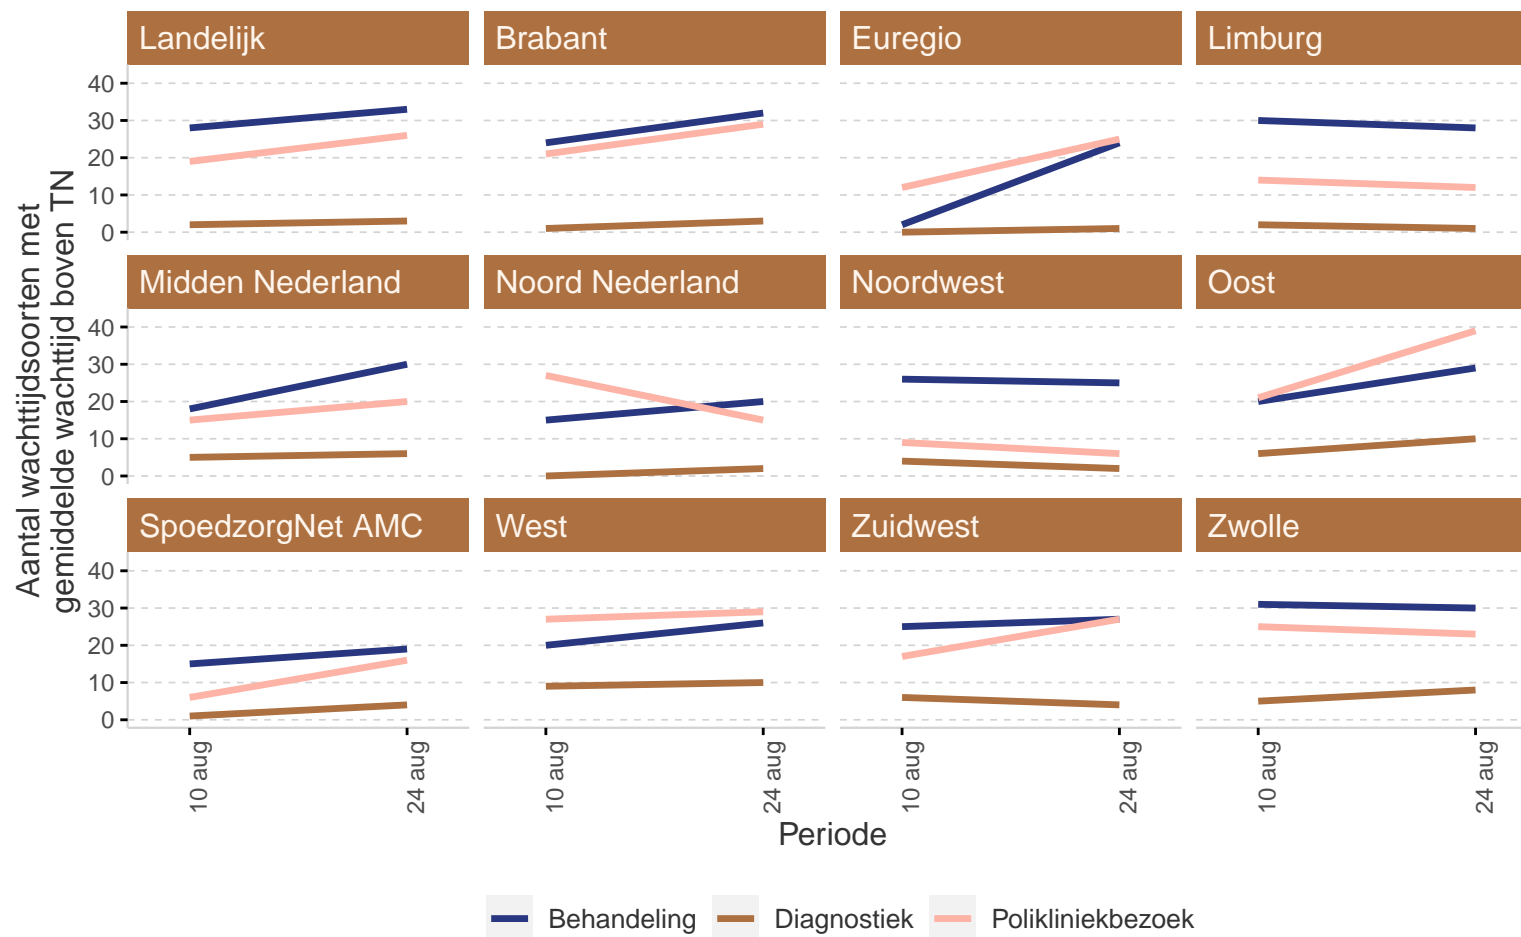 Aantal wachttijdsoorten met
gemiddelde wachttijd boven TN
Landelijk Brabant Euregio Limburg
40
30
20
10
0
Midden Nederland Noord Nederland Noordwest Oost
40
30
20
10
0
SpoedzorgNet AMC West Zuidwest Zwolle
40
30
20
10
0
10 aug 24 aug 10 aug 24 aug 10 aug 24 aug 10 aug 24 aug
Periode
Behandeling Diagnostiek Polikliniekbezoek